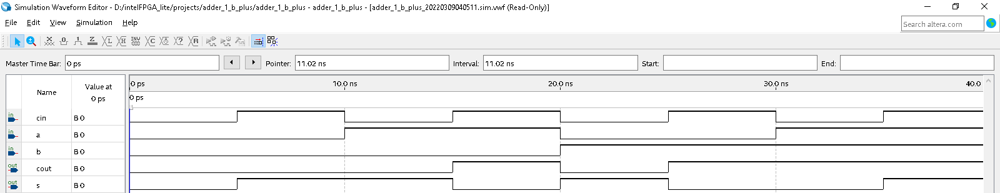 Simulation Waveform Editor - D:/intelFPGA_lite/projects/adder_1_b_plus/adder_1_b_plus - adder_1_b_plus - [adder_1_b_plus_20220309040511.sim.vwf (Read-Only)]
File Edit View Simulation Help
Search altera.com
Master Time Bar: 0 ps Pointer: 11.02 ns Interval: 11.02 ns Start: End:
Name Value at 0 ps
0 ps 10.0 ns 20.0 ns 30.0 ns 40.0
0 ps
in cin B 0
in a B 0
in b B 0
out cout B 0
out s B 0